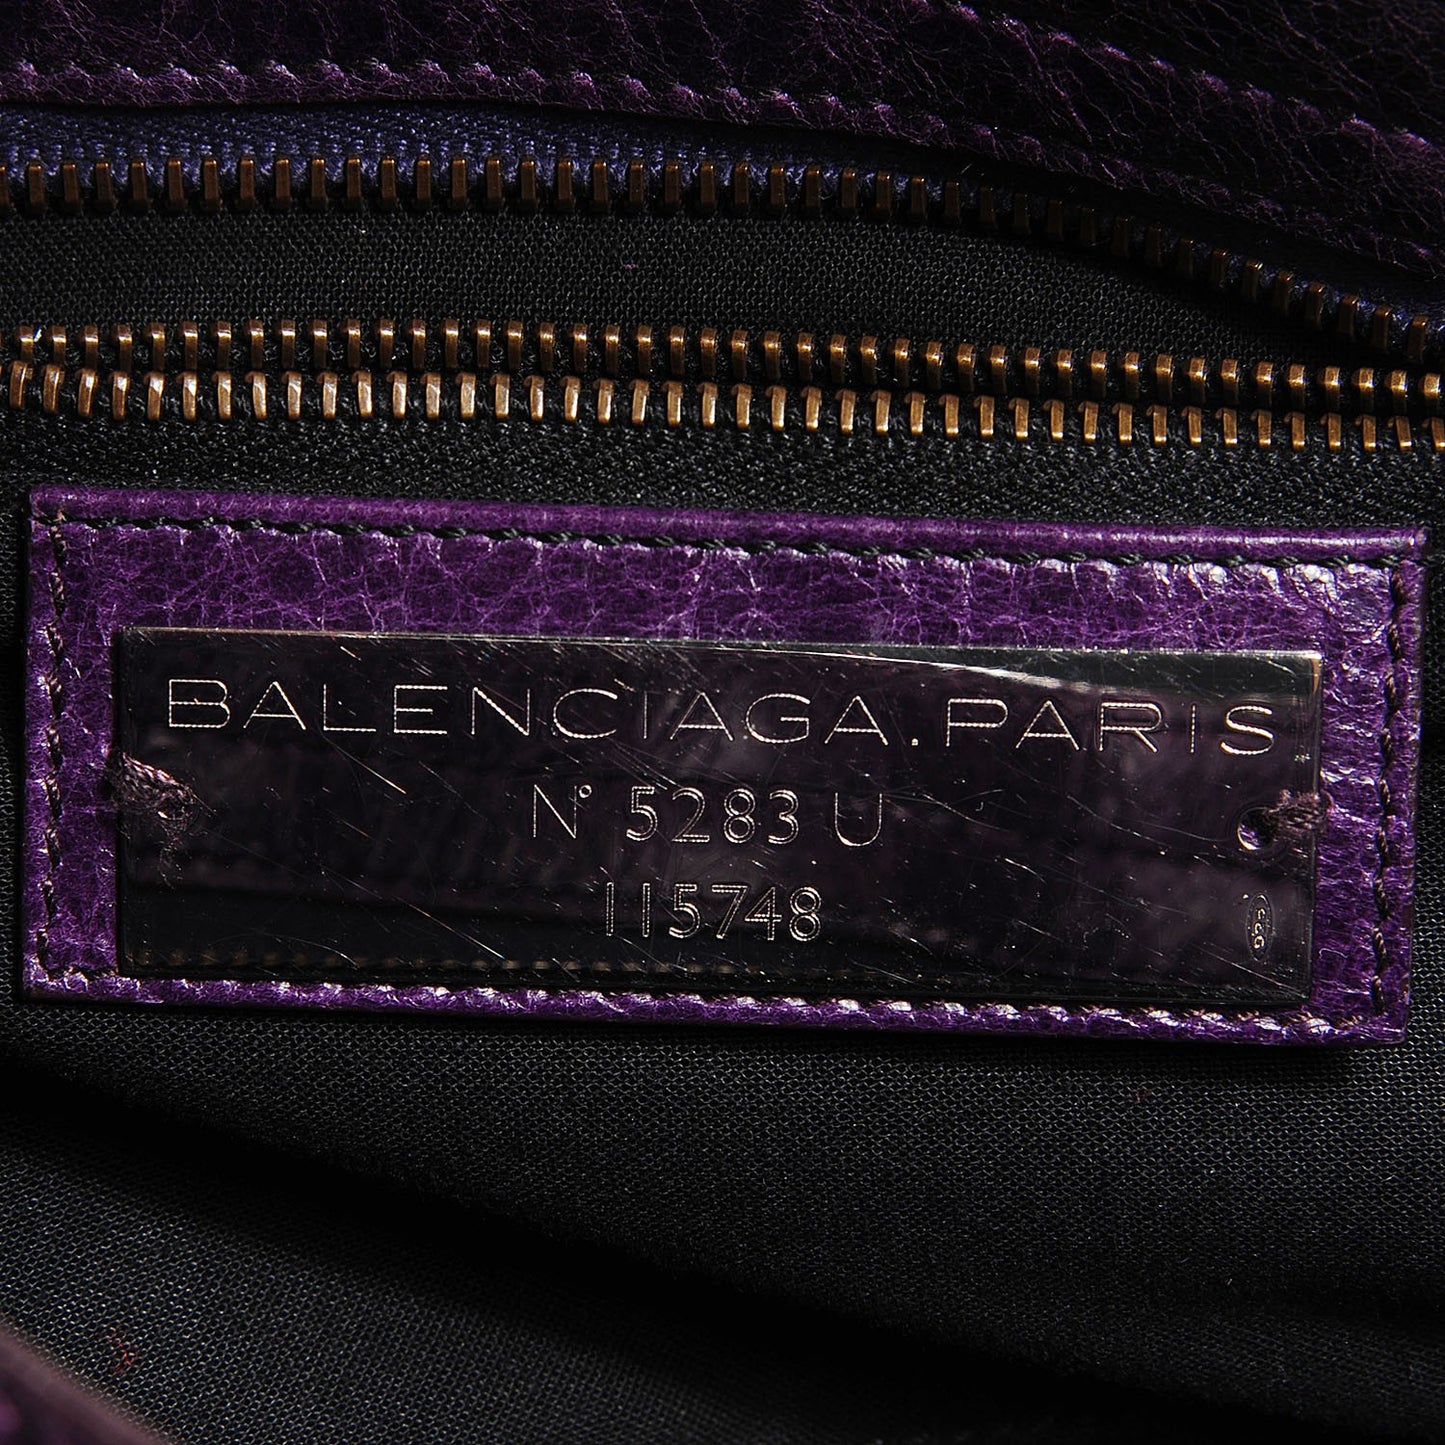 BALENCIAGA.PARIS
N° 5283 U
115748